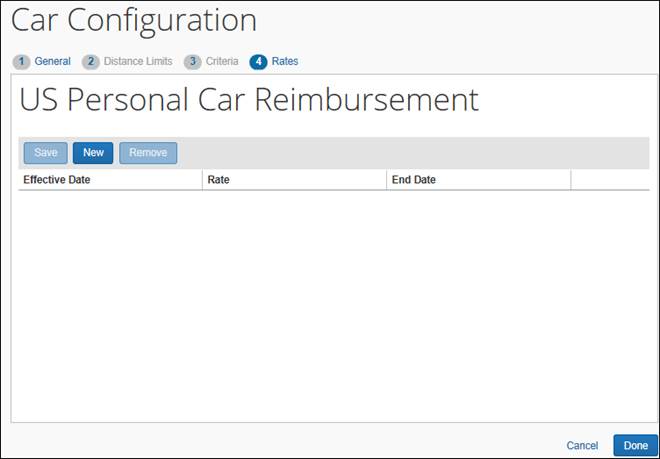 Car Configuration
1 General 2 Distance Limits 3 Criteria 4 Rates
US Personal Car Reimbursement
Save New Remove
Effective Date Rate End Date
Cancel Done